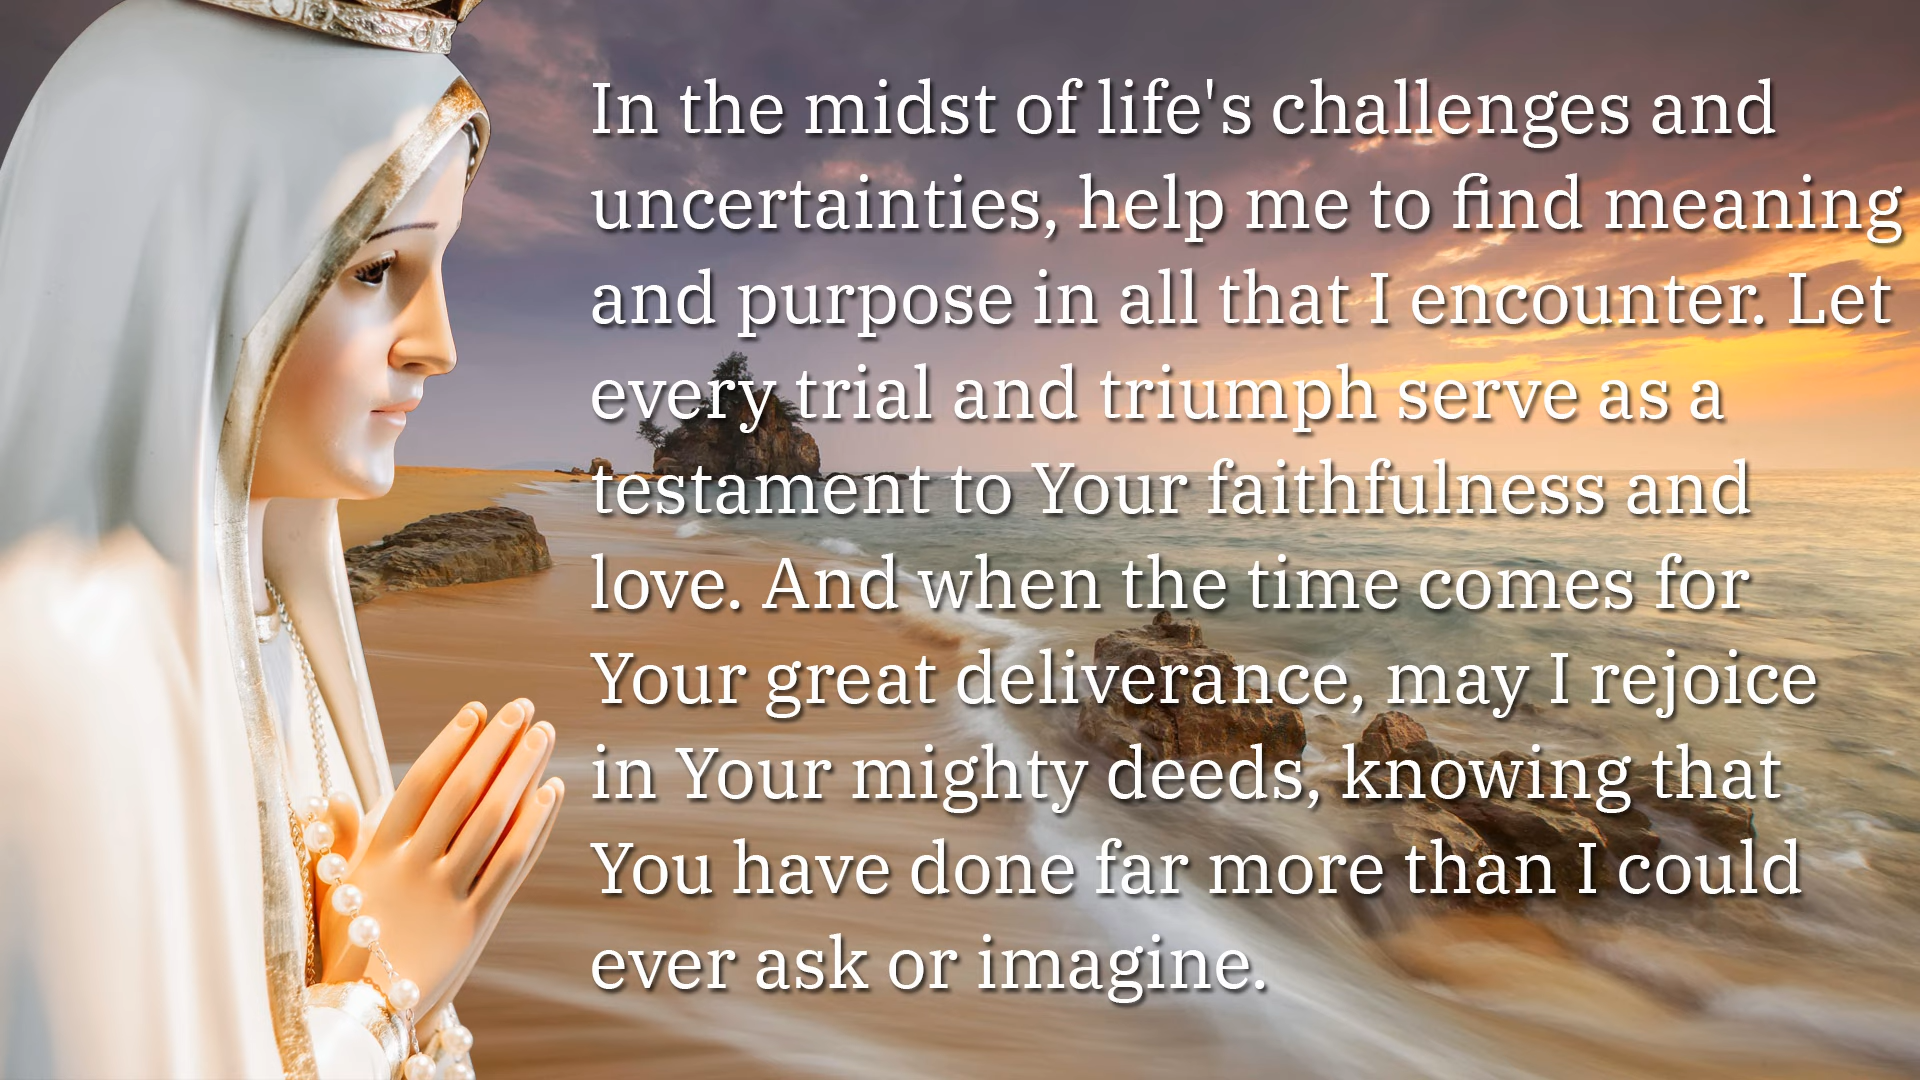 In the midst of life's challenges and
uncertainties, help me to find meaning
and purpose in all that I encounter. Let
every trial and triumph serve as a
testament to Your faithfulness and
love. And when the time comes for
Your great deliverance, may I rejoice
in Your mighty deeds, knowing that
You have done far more than I could
ever ask or imagine.